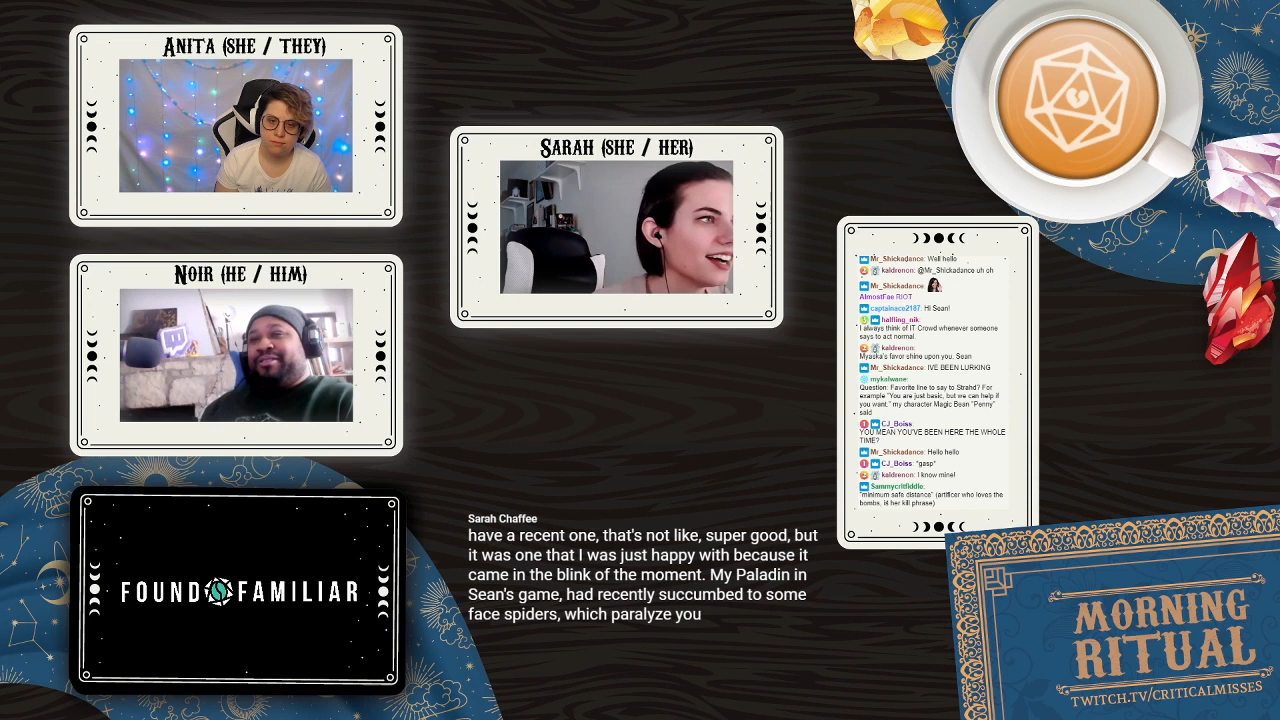 ANITA (SHE / THEY)
NOIR (HE / HIM)
FOUND FAMILIAR
SARAH (SHE / HER)
Sarah Chaffee
have a recent one, that's not like, super good, but
it was one that I was just happy with because it
came in the blink of the moment. My Paladin in
Sean's game, had recently succumbed to some
face spiders, which paralyze you
Mr_Shickadance: Well hello
kaldrenon: @Mr_Shickadance uh oh
Mr_Shickadance:
AlmostFae RIOT
captainace2187: Hi Sean!
halfling_nik:
I always think of IT Crowd whenever someone
says to act normal.
kaldrenon:
Myaska's favor shine upon you, Sean
Mr_Shickadance: IVE BEEN LURKING
mykalwane:
Question: Favorite line to say to Strahd? For
example "You are just basic, but we can help if
you want." my character Magic Bean "Penny"
said
CJ_Boiss:
YOU MEAN YOU'VE BEEN HERE THE WHOLE
TIME?
Mr_Shickadance: Hello hello
CJ_Boiss: *gasp*
kaldrenon: I know mine!
Sammycritfiddle:
"minimum safe distance" (artificer who loves the
bombs, is her kill phrase)
MORNING
RITUAL
TWITCH.TV/CRITICALMISSES